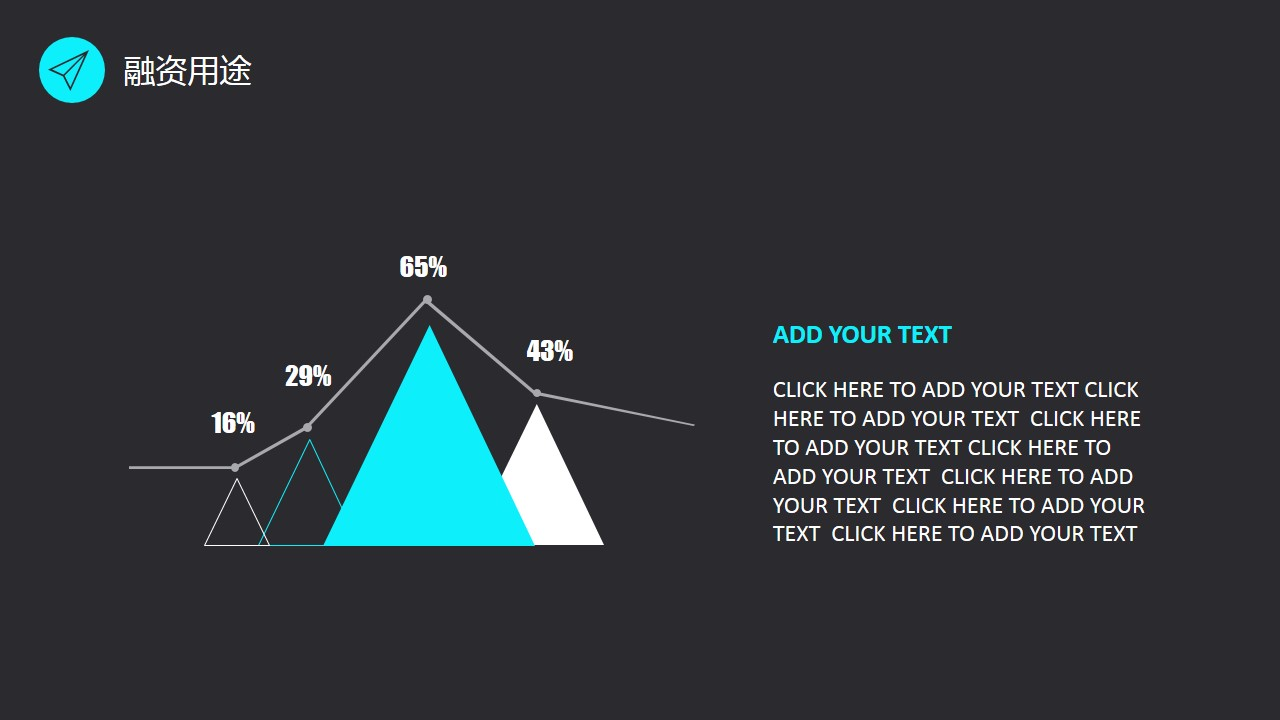 融资用途
65%
43%
29%
16%
ADD YOUR TEXT
CLICK HERE TO ADD YOUR TEXT CLICK
HERE TO ADD YOUR TEXT  CLICK HERE
TO ADD YOUR TEXT CLICK HERE TO
ADD YOUR TEXT  CLICK HERE TO ADD
YOUR TEXT  CLICK HERE TO ADD YOUR
TEXT  CLICK HERE TO ADD YOUR TEXT